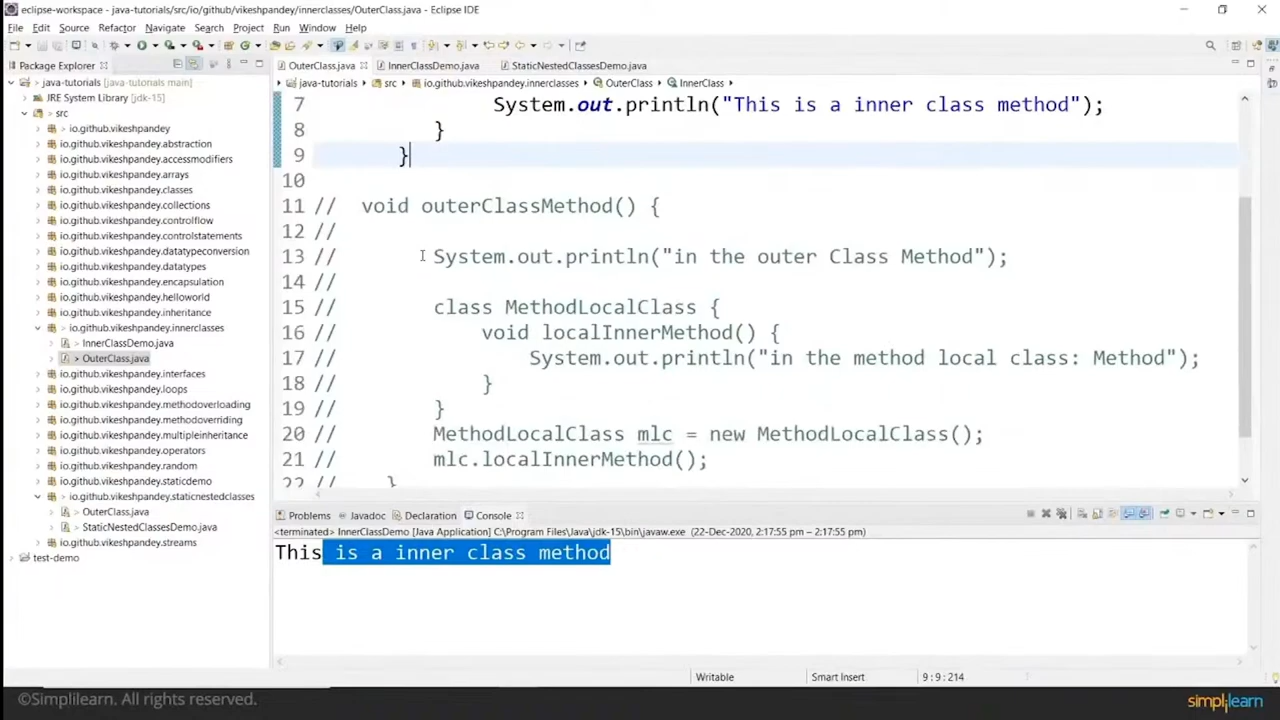 eclipse-workspace - java-tutorials/src/io/github/vikeshpandey/innerclasses/OuterClass.java - Eclipse IDE
File Edit Source Refactor Navigate Search Project Run Window Help
Package Explorer
OuterClass.java InnerClassDemo.java StaticNestedClassesDemo.java
java-tutorials src io.github.vikeshpandey.innerclasses OuterClass InnerClass
> java-tutorials [java-tutorials main]
JRE System Library [jdk-15]
> src
io.github.vikeshpandey
io.github.vikeshpandey.abstraction
io.github.vikeshpandey.accessmodifiers
io.github.vikeshpandey.arrays
io.github.vikeshpandey.classes
io.github.vikeshpandey.collections
io.github.vikeshpandey.controlflow
io.github.vikeshpandey.controlstatements
io.github.vikeshpandey.datatypeconversion
io.github.vikeshpandey.datatypes
io.github.vikeshpandey.encapsulation
io.github.vikeshpandey.helloworld
io.github.vikeshpandey.inheritance
> io.github.vikeshpandey.innerclasses
InnerClassDemo.java
> OuterClass.java
io.github.vikeshpandey.interfaces
io.github.vikeshpandey.loops
io.github.vikeshpandey.methodoverloading
io.github.vikeshpandey.methodoverriding
io.github.vikeshpandey.multipleinheritance
io.github.vikeshpandey.operators
io.github.vikeshpandey.random
io.github.vikeshpandey.staticdemo
> io.github.vikeshpandey.staticnestedclasses
OuterClass.java
StaticNestedClassesDemo.java
io.github.vikeshpandey.streams
test-demo
7 System.out.println("This is a inner class method");
8 }
9 }
10
11 // void outerClassMethod() {
12 //
13 // System.out.println("in the outer Class Method");
14 //
15 // class MethodLocalClass {
16 // void localInnerMethod() {
17 // System.out.println("in the method local class: Method");
18 // }
19 // }
20 // MethodLocalClass mlc = new MethodLocalClass();
21 // mlc.localInnerMethod();
22 // }
Problems Javadoc Declaration Console
<terminated> InnerClassDemo [Java Application] C:\Program Files\Java\jdk-15\bin\javaw.exe (22-Dec-2020, 2:17:55 pm – 2:17:55 pm)
This is a inner class method
Writable Smart Insert 9 : 9 : 214
©Simplilearn. All rights reserved.
simplilearn